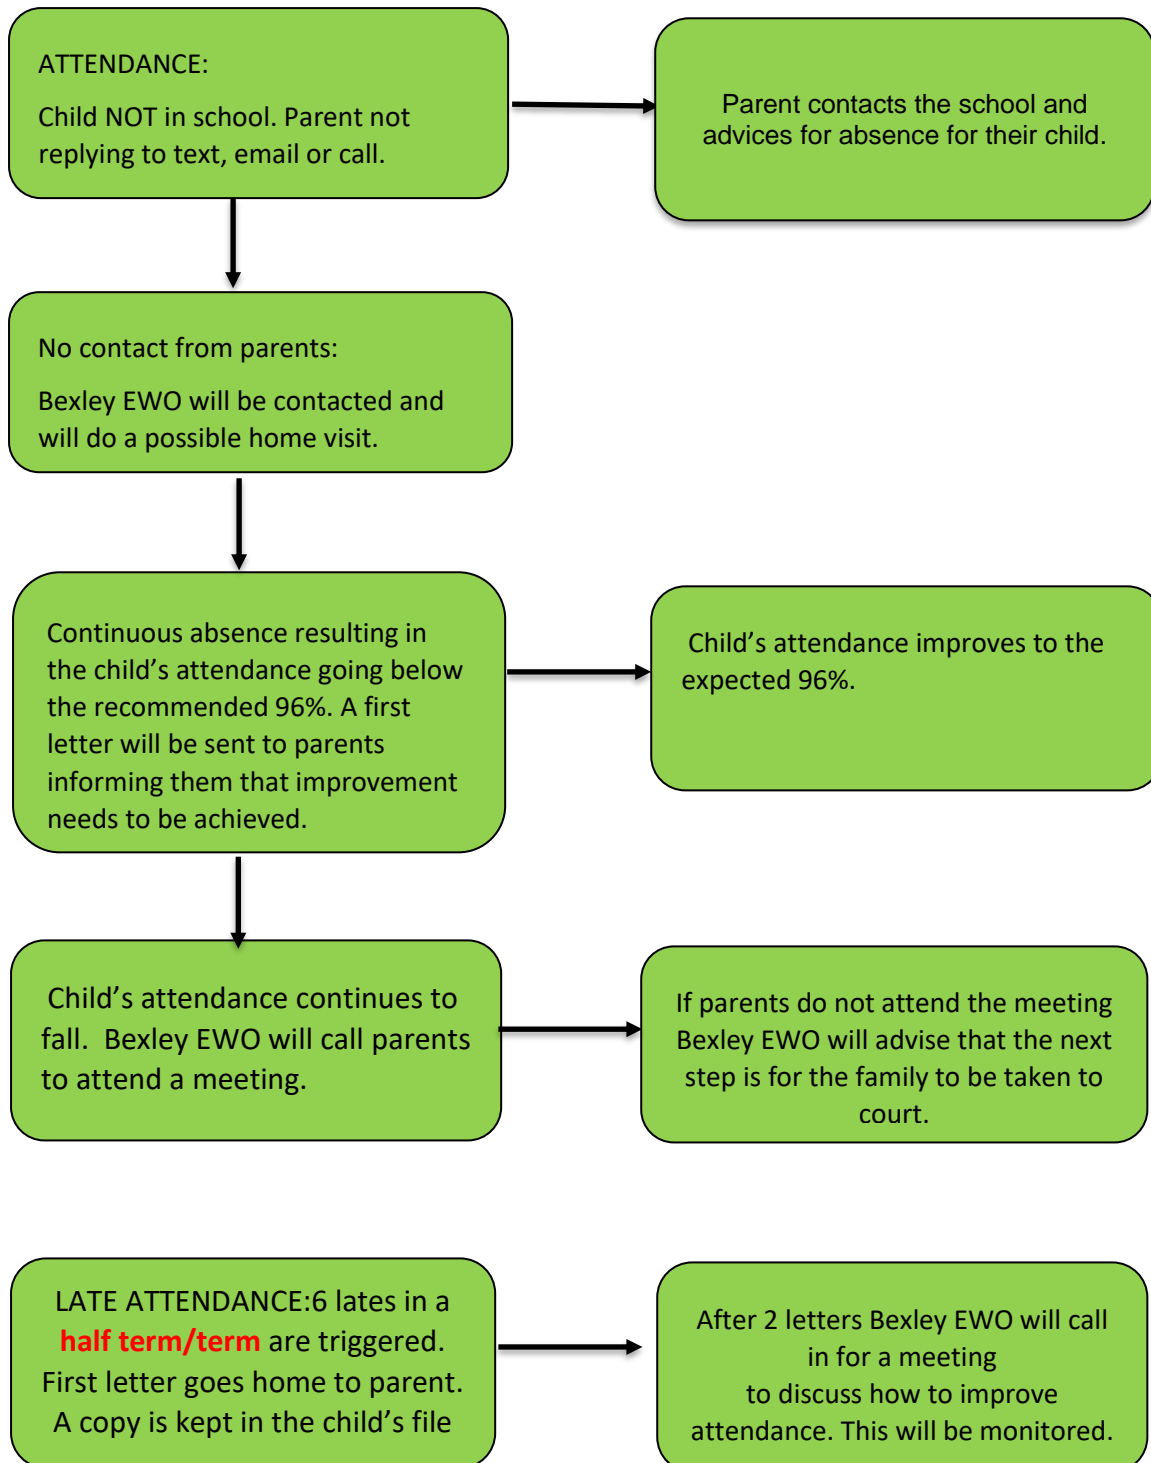 ATTENDANCE:
Child NOT in school. Parent not
replying to text, email or call.
Parent contacts the school and
advices for absence for their child.
No contact from parents:
Bexley EWO will be contacted and
will do a possible home visit.
Continuous absence resulting in
the child’s attendance going below
the recommended 96%. A first
letter will be sent to parents
informing them that improvement
needs to be achieved.
Child’s attendance improves to the
expected 96%.
Child’s attendance continues to
fall.  Bexley EWO will call parents
to attend a meeting.
If parents do not attend the meeting
Bexley EWO will advise that the next
step is for the family to be taken to
court.
LATE ATTENDANCE:6 lates in a
half term/term are triggered.
First letter goes home to parent.
A copy is kept in the child’s file
After 2 letters Bexley EWO will call
in for a meeting
to discuss how to improve
attendance. This will be monitored.